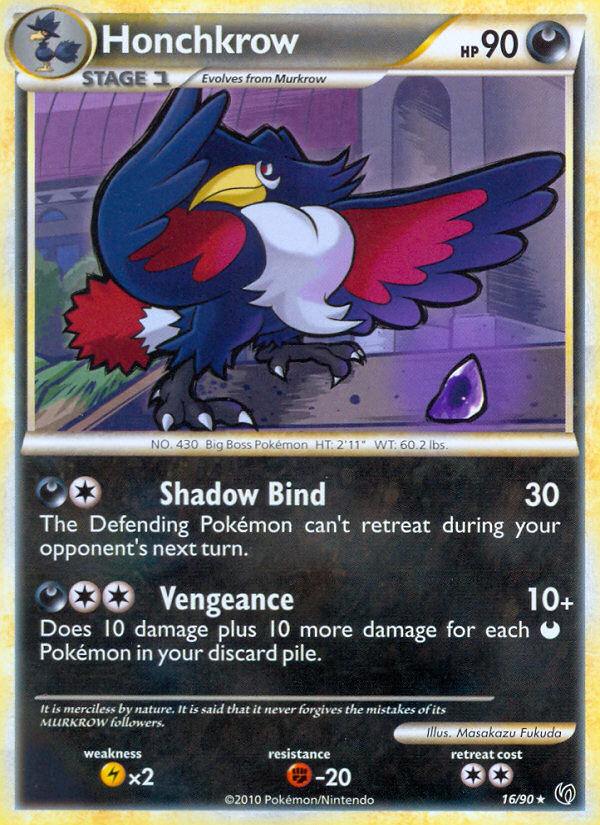 Honchkrow
HP 90
STAGE 1
Evolves from Murkrow
NO. 430 Big Boss Pokémon HT: 2'11" WT: 60.2 lbs.
Shadow Bind 30
The Defending Pokémon can't retreat during your
opponent's next turn.
Vengeance 10+
Does 10 damage plus 10 more damage for each
Pokémon in your discard pile.
It is merciless by nature. It is said that it never forgives the mistakes of its
MURKROW followers.
Illus. Masakazu Fukuda
weakness resistance retreat cost
×2 -20
©2010 Pokémon/Nintendo 16/90 ★